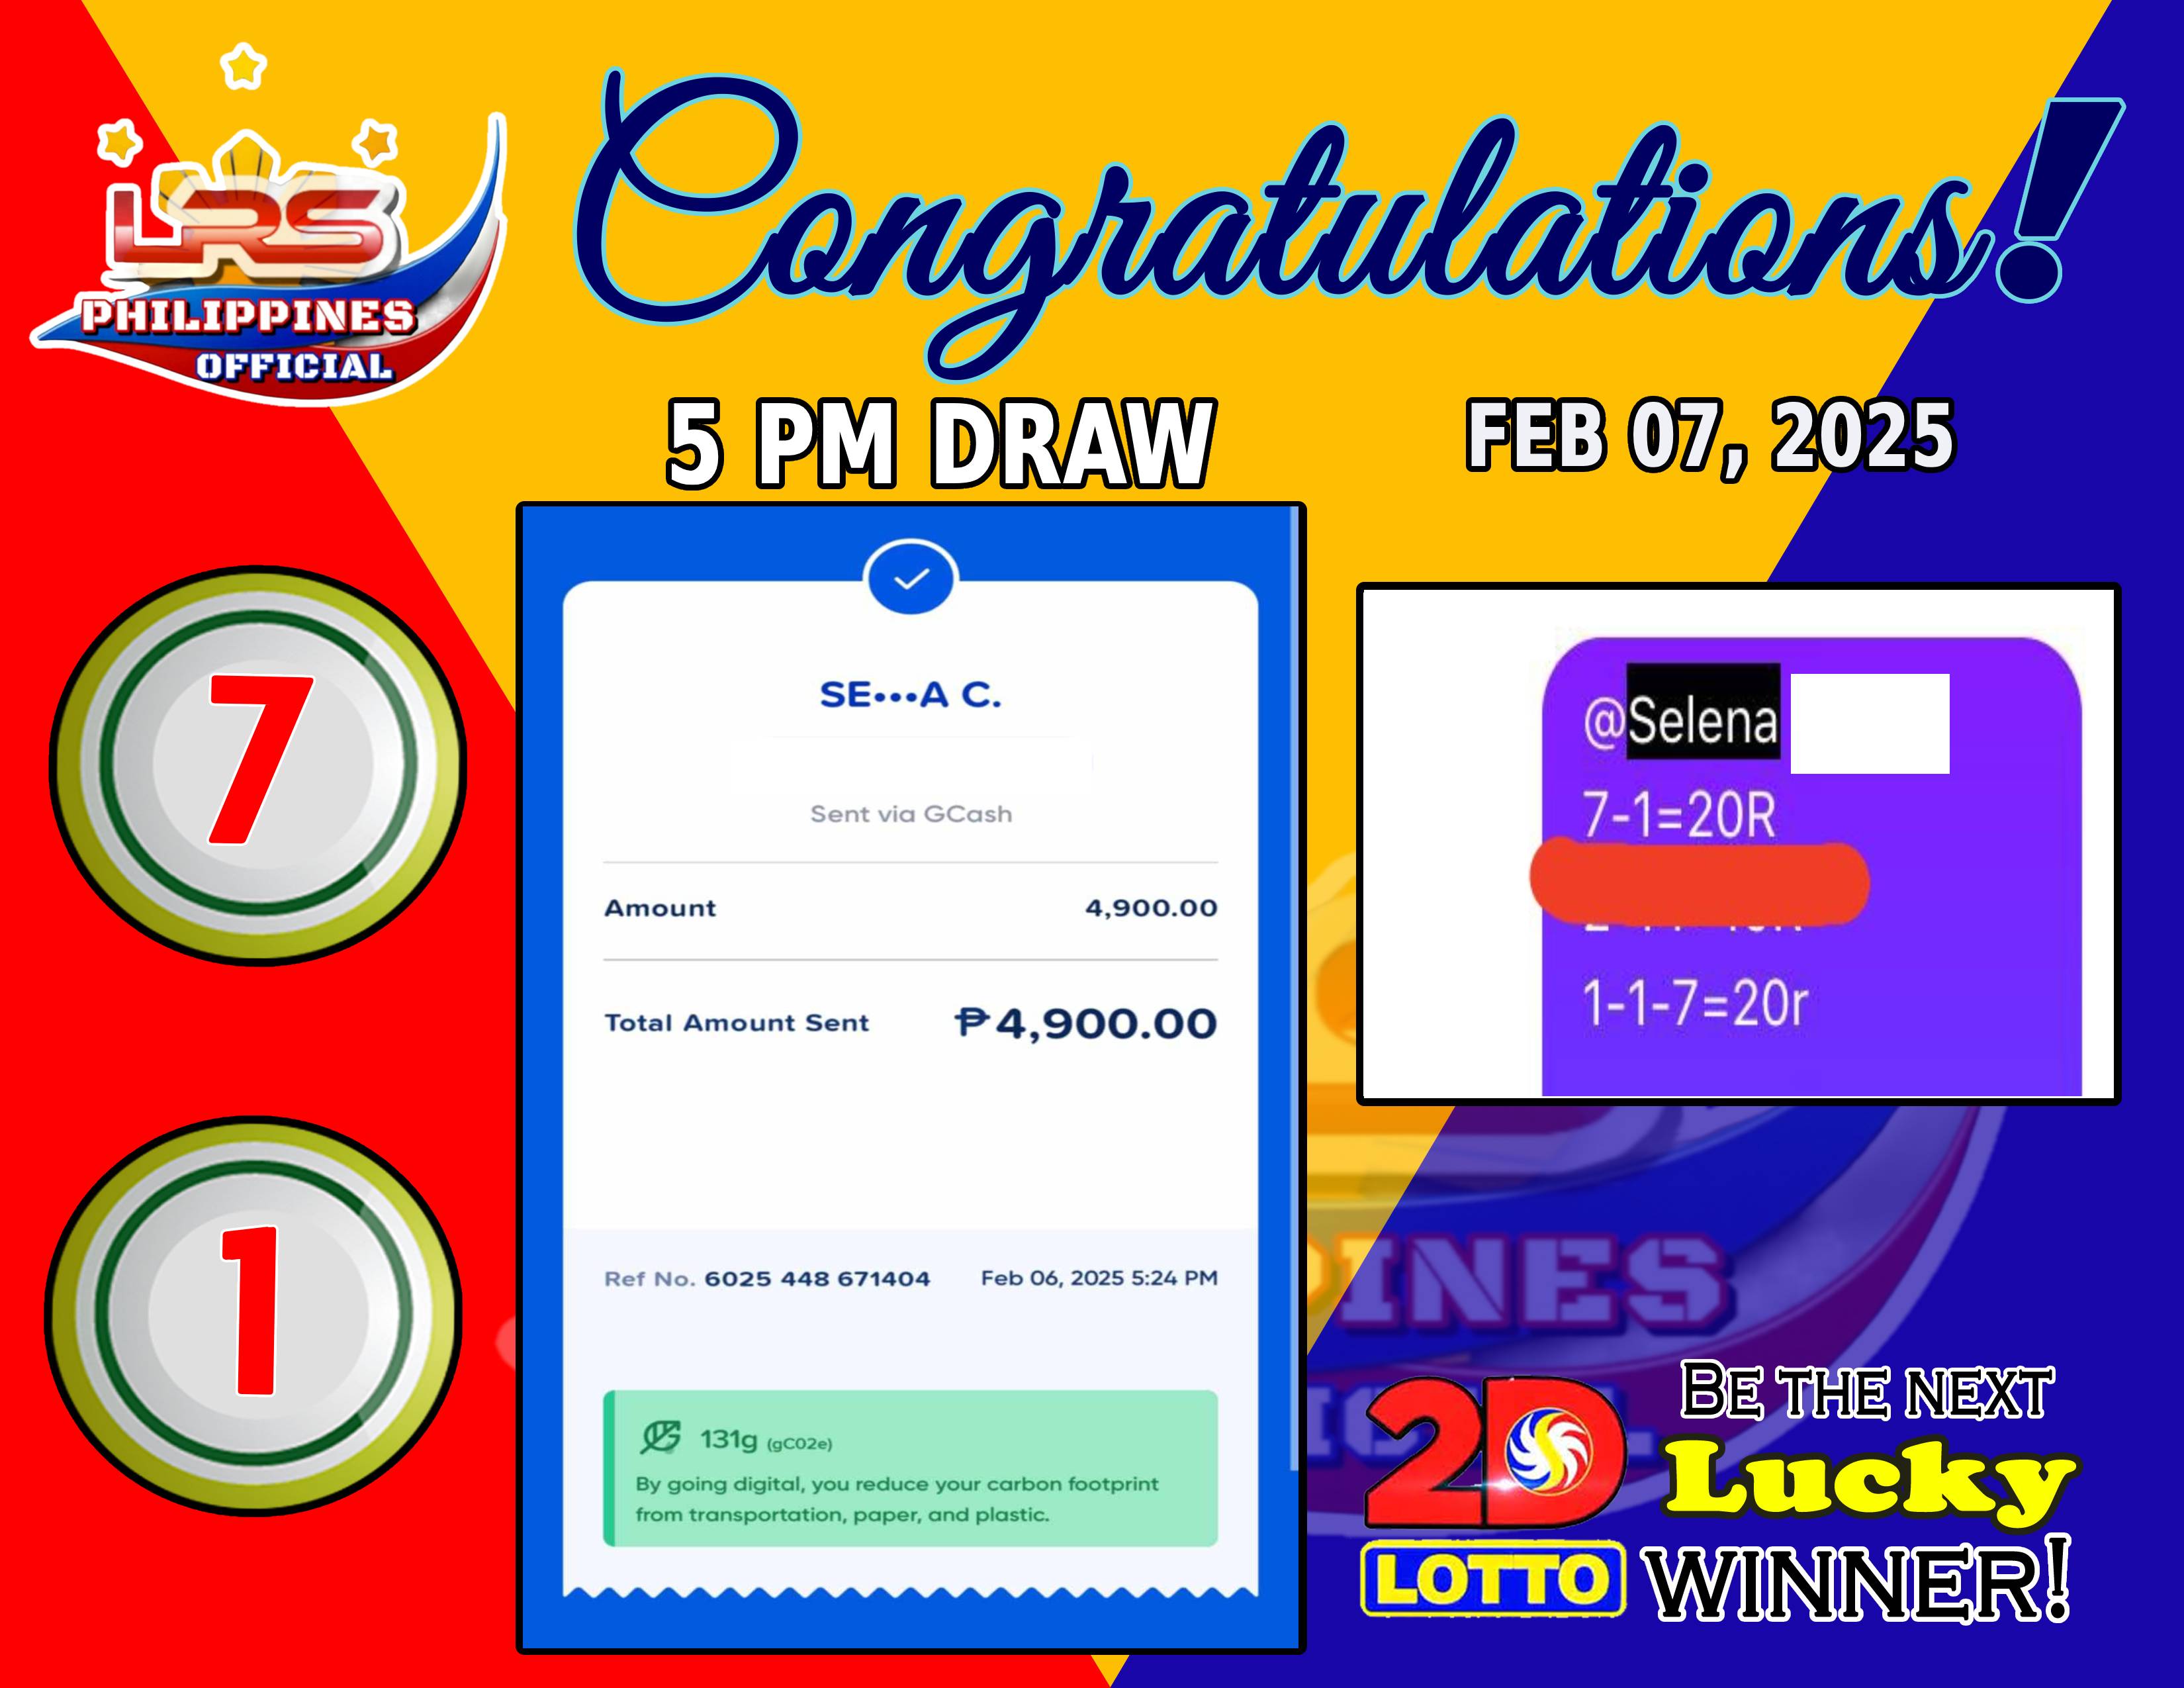 LRS
PHILIPPINES
OFFICIAL
Congratulations!
5 PM DRAW
FEB 07, 2025
7
1
SE•••A C.
Sent via GCash
Amount 4,900.00
Total Amount Sent ₱4,900.00
Ref No. 6025 448 671404 Feb 06, 2025 5:24 PM
131g (gCO2e)
By going digital, you reduce your carbon footprint
from transportation, paper, and plastic.
@Selena
7-1=20R
1-1-7=20r
PINES
2D
LOTTO
BE THE NEXT
Lucky
WINNER!